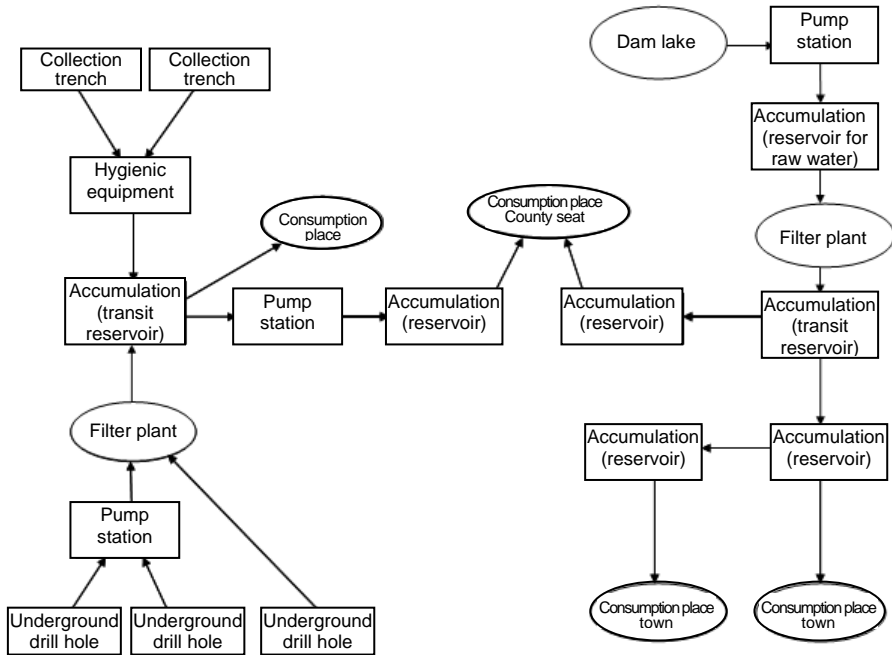 Collection
trench
Collection
trench
Dam lake
Pump
station
Accumulation
(reservoir for
raw water)
Hygienic
equipment
Consumption
place
Consumption place
County seat
Filter plant
Accumulation
(transit
reservoir)
Pump
station
Accumulation
(reservoir)
Accumulation
(reservoir)
Accumulation
(transit
reservoir)
Filter plant
Accumulation
(reservoir)
Accumulation
(reservoir)
Pump
station
Underground
drill hole
Underground
drill hole
Underground
drill hole
Consumption place
town
Consumption place
town